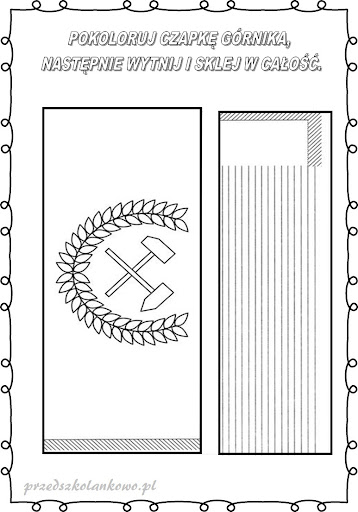 POKOLORUJ CZAPKĘ GÓRNIKA,
NASTĘPNIE WYTNIJ I SKLEJ W CAŁOŚĆ.
przedszkolankowo.pl